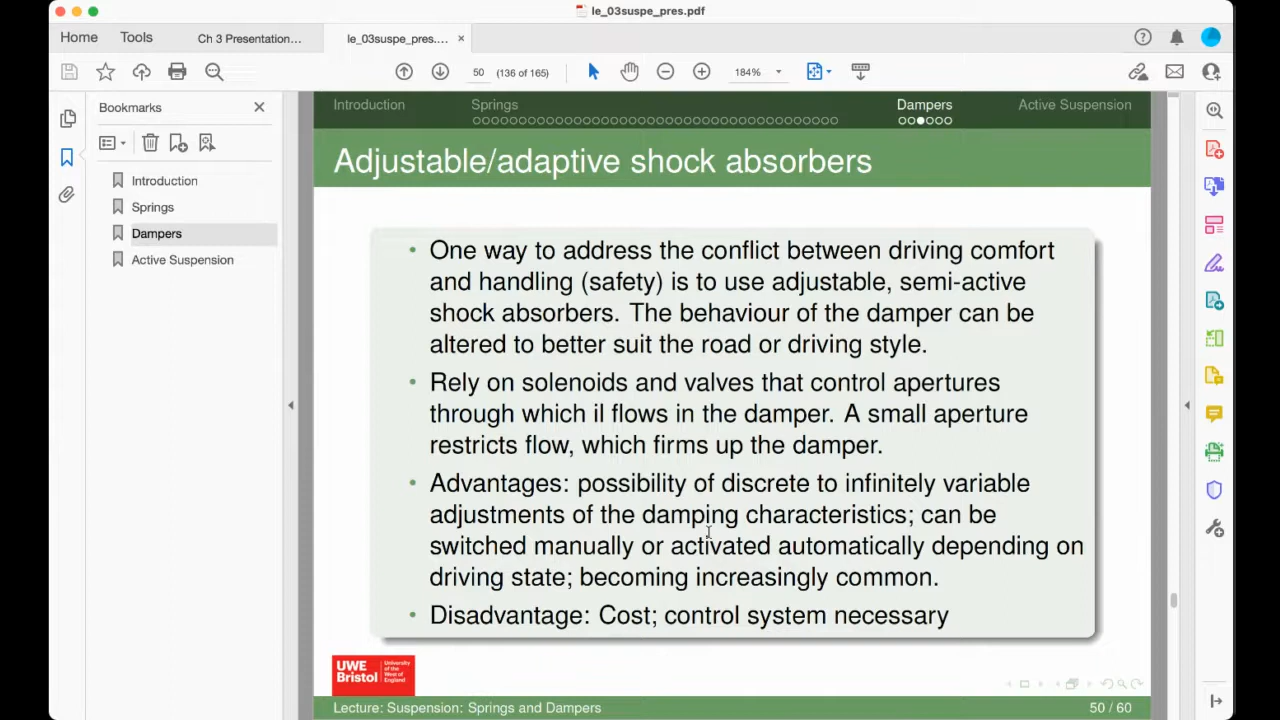 le_03suspe_pres.pdf
Home
Tools
Ch 3 Presentation...
le_03suspe_pres....
50
(136 of 165)
184%
Bookmarks
Introduction
Springs
Dampers
Active Suspension
Introduction
Springs
Dampers
Active Suspension
Adjustable/adaptive shock absorbers
• One way to address the conflict between driving comfort
and handling (safety) is to use adjustable, semi-active
shock absorbers. The behaviour of the damper can be
altered to better suit the road or driving style.
• Rely on solenoids and valves that control apertures
through which il flows in the damper. A small aperture
restricts flow, which firms up the damper.
• Advantages: possibility of discrete to infinitely variable
adjustments of the damping characteristics; can be
switched manually or activated automatically depending on
driving state; becoming increasingly common.
• Disadvantage: Cost; control system necessary
UWE
Bristol
University
of the
West of
England
Lecture: Suspension: Springs and Dampers
50 / 60